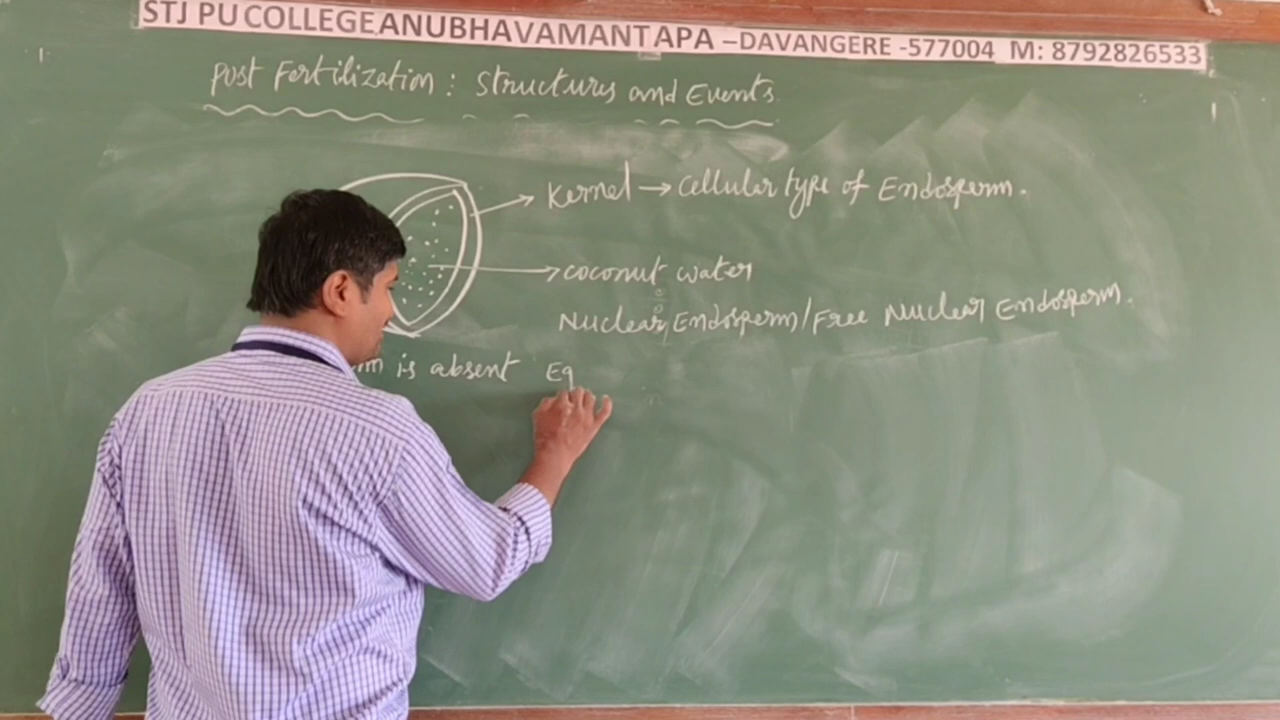 STJ PU COLLEGE ANUBHAVAMANTAPA –DAVANGERE -577004 M: 8792826533
Post Fertilization : Structures and Events
Kernel → Cellular type of Endosperm.
coconut water
Nuclear Endosperm/Free Nuclear Endosperm.
is absent Eg